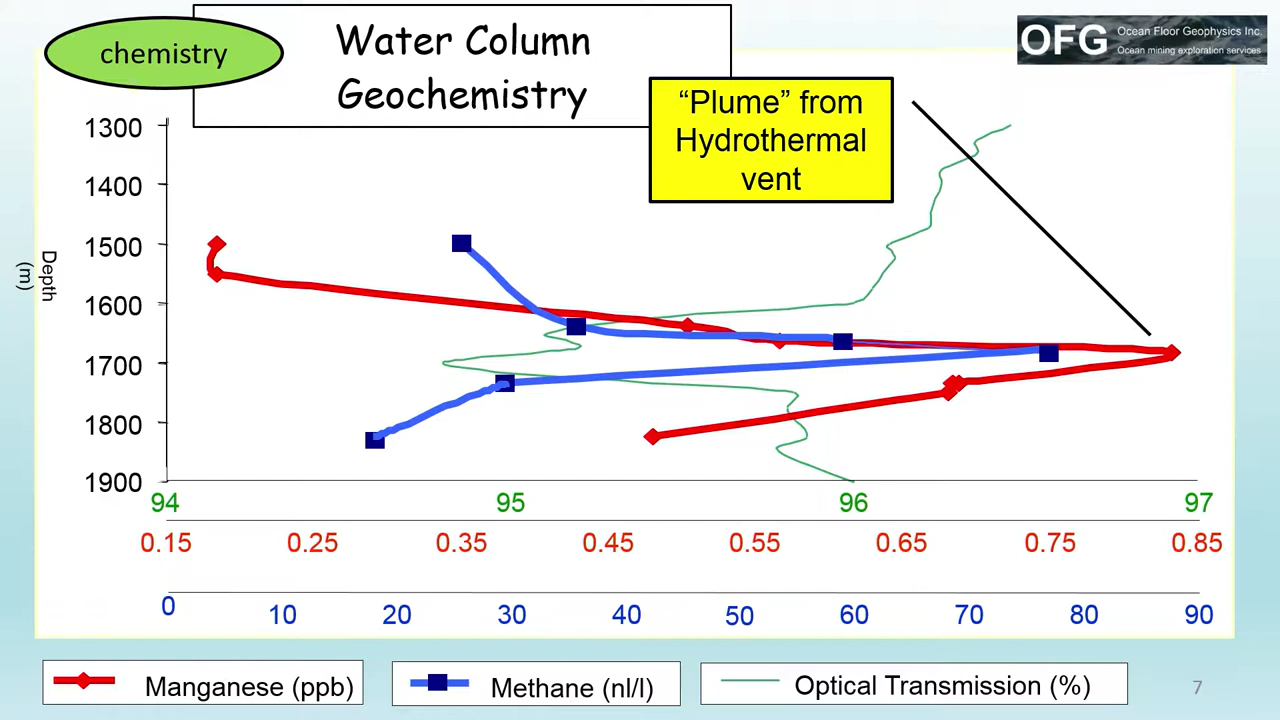 chemistry
Water Column
Geochemistry
OFG
Ocean Floor Geophysics Inc.
Ocean mining exploration services
“Plume” from
Hydrothermal
vent
Depth
(m)
1300
1400
1500
1600
1700
1800
1900
94 95 96 97
0.15 0.25 0.35 0.45 0.55 0.65 0.75 0.85
0 10 20 30 40 50 60 70 80 90
Manganese (ppb)
Methane (nl/l)
Optical Transmission (%)
7